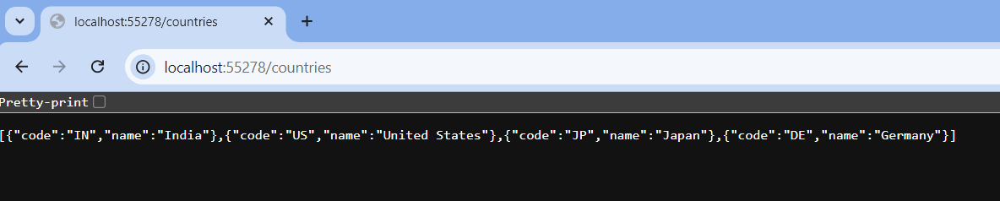 localhost:55278/countries
localhost:55278/countries
Pretty-print
[{"code":"IN","name":"India"},{"code":"US","name":"United States"},{"code":"JP","name":"Japan"},{"code":"DE","name":"Germany"}]